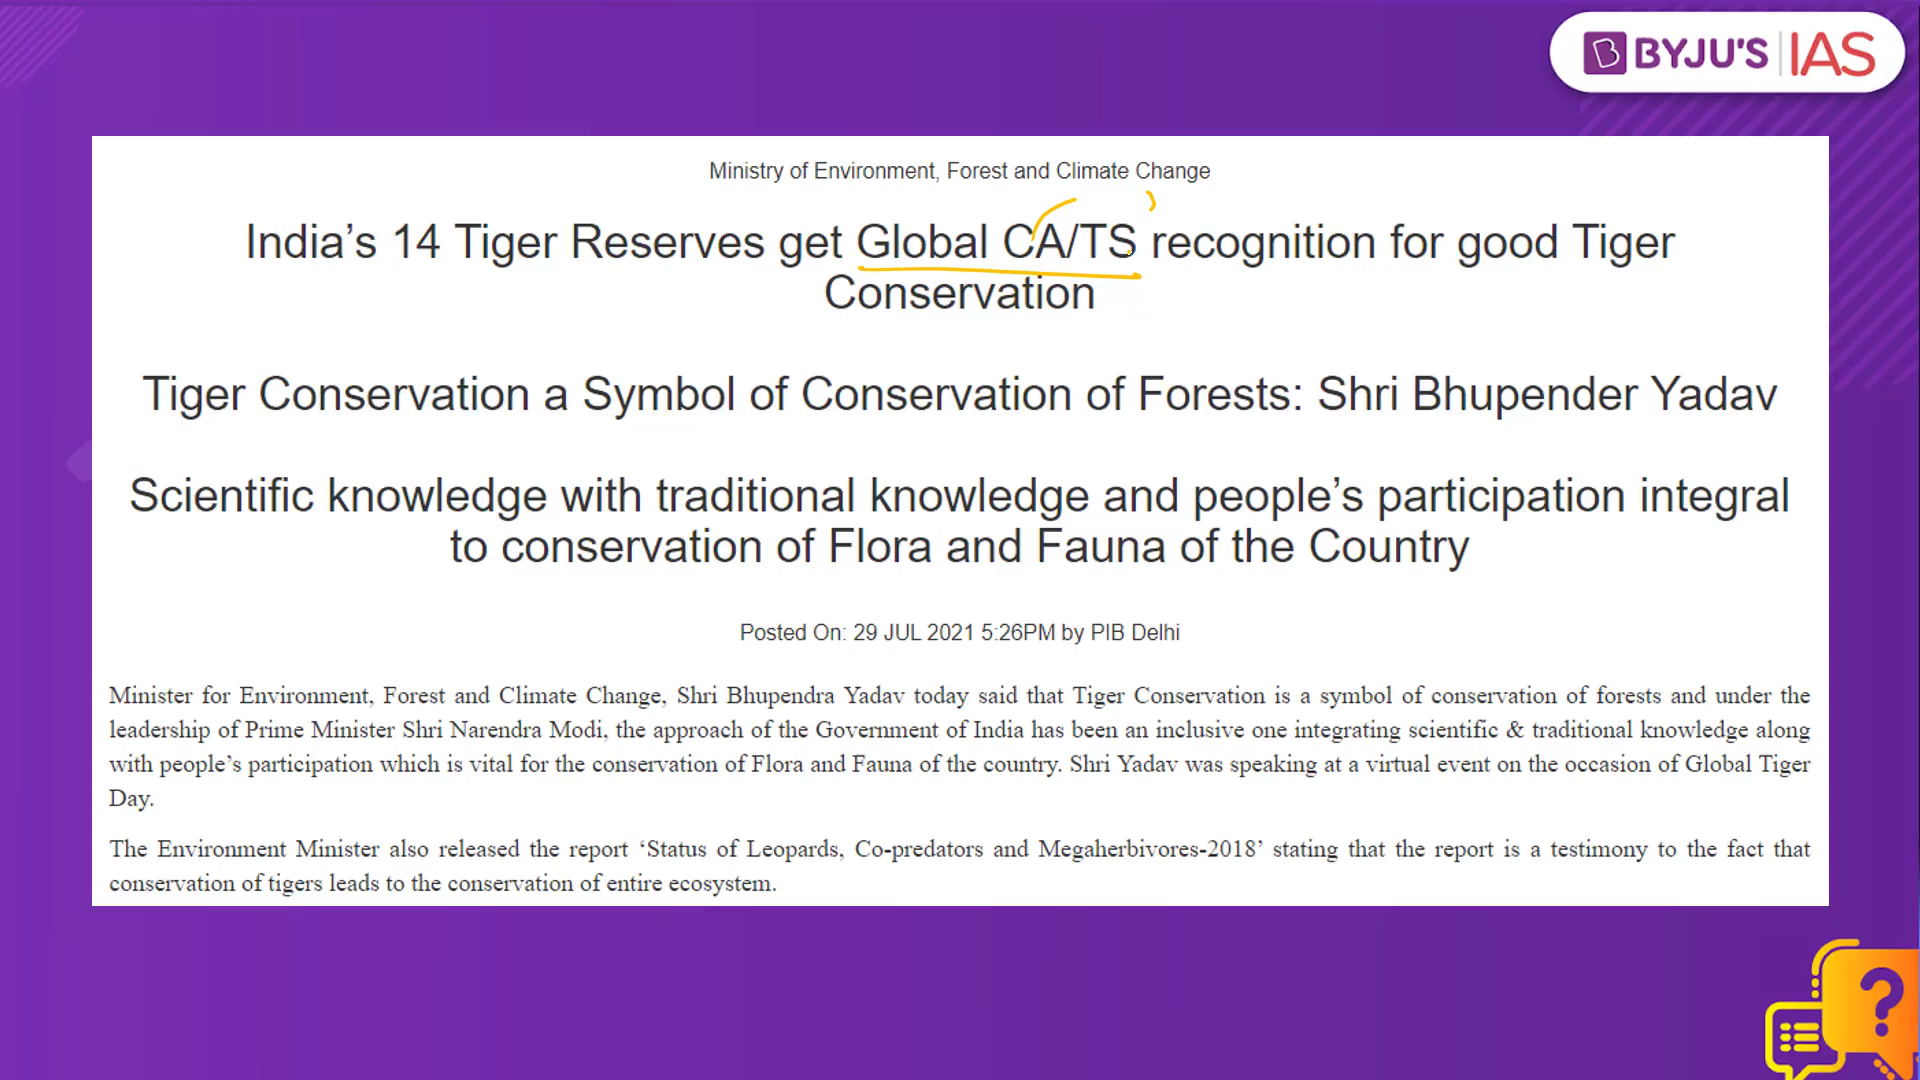 BYJU'S IAS
Ministry of Environment, Forest and Climate Change
India’s 14 Tiger Reserves get Global CA/TS recognition for good Tiger
Conservation
Tiger Conservation a Symbol of Conservation of Forests: Shri Bhupender Yadav
Scientific knowledge with traditional knowledge and people’s participation integral
to conservation of Flora and Fauna of the Country
Posted On: 29 JUL 2021 5:26PM by PIB Delhi
Minister for Environment, Forest and Climate Change, Shri Bhupendra Yadav today said that Tiger Conservation is a symbol of conservation of forests and under the
leadership of Prime Minister Shri Narendra Modi, the approach of the Government of India has been an inclusive one integrating scientific & traditional knowledge along
with people’s participation which is vital for the conservation of Flora and Fauna of the country. Shri Yadav was speaking at a virtual event on the occasion of Global Tiger
Day.
The Environment Minister also released the report ‘Status of Leopards, Co-predators and Megaherbivores-2018’ stating that the report is a testimony to the fact that
conservation of tigers leads to the conservation of entire ecosystem.
?